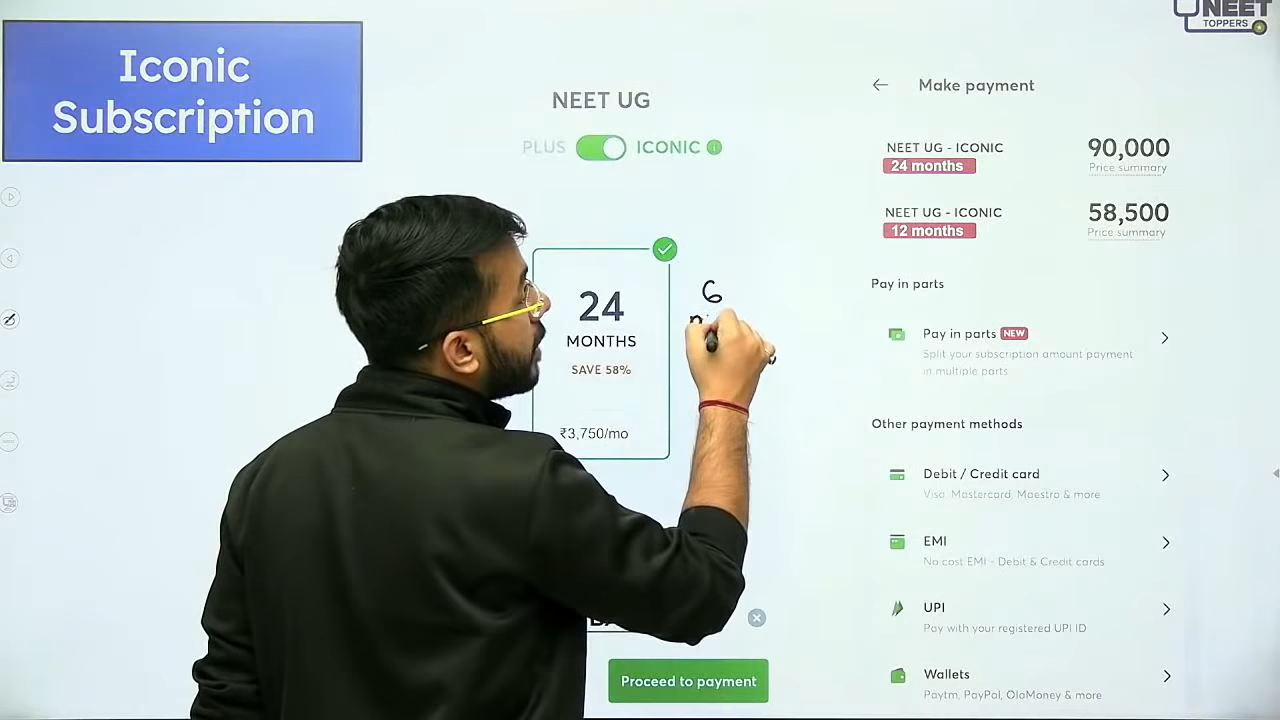 NEET
TOPPERS
Iconic
Subscription
NEET UG
PLUS ICONIC
24
MONTHS
SAVE 58%
₹3,750/mo
6
Proceed to payment
Make payment
NEET UG - ICONIC 90,000
24 months Price summary
NEET UG - ICONIC 58,500
12 months Price summary
Pay in parts
Pay in parts NEW
Split your subscription amount payment
in multiple parts
Other payment methods
Debit / Credit card
Visa, Mastercard, Maestro & more
EMI
No cost EMI - Debit & Credit cards
UPI
Pay with your registered UPI ID
Wallets
Paytm, PayPal, OlaMoney & more